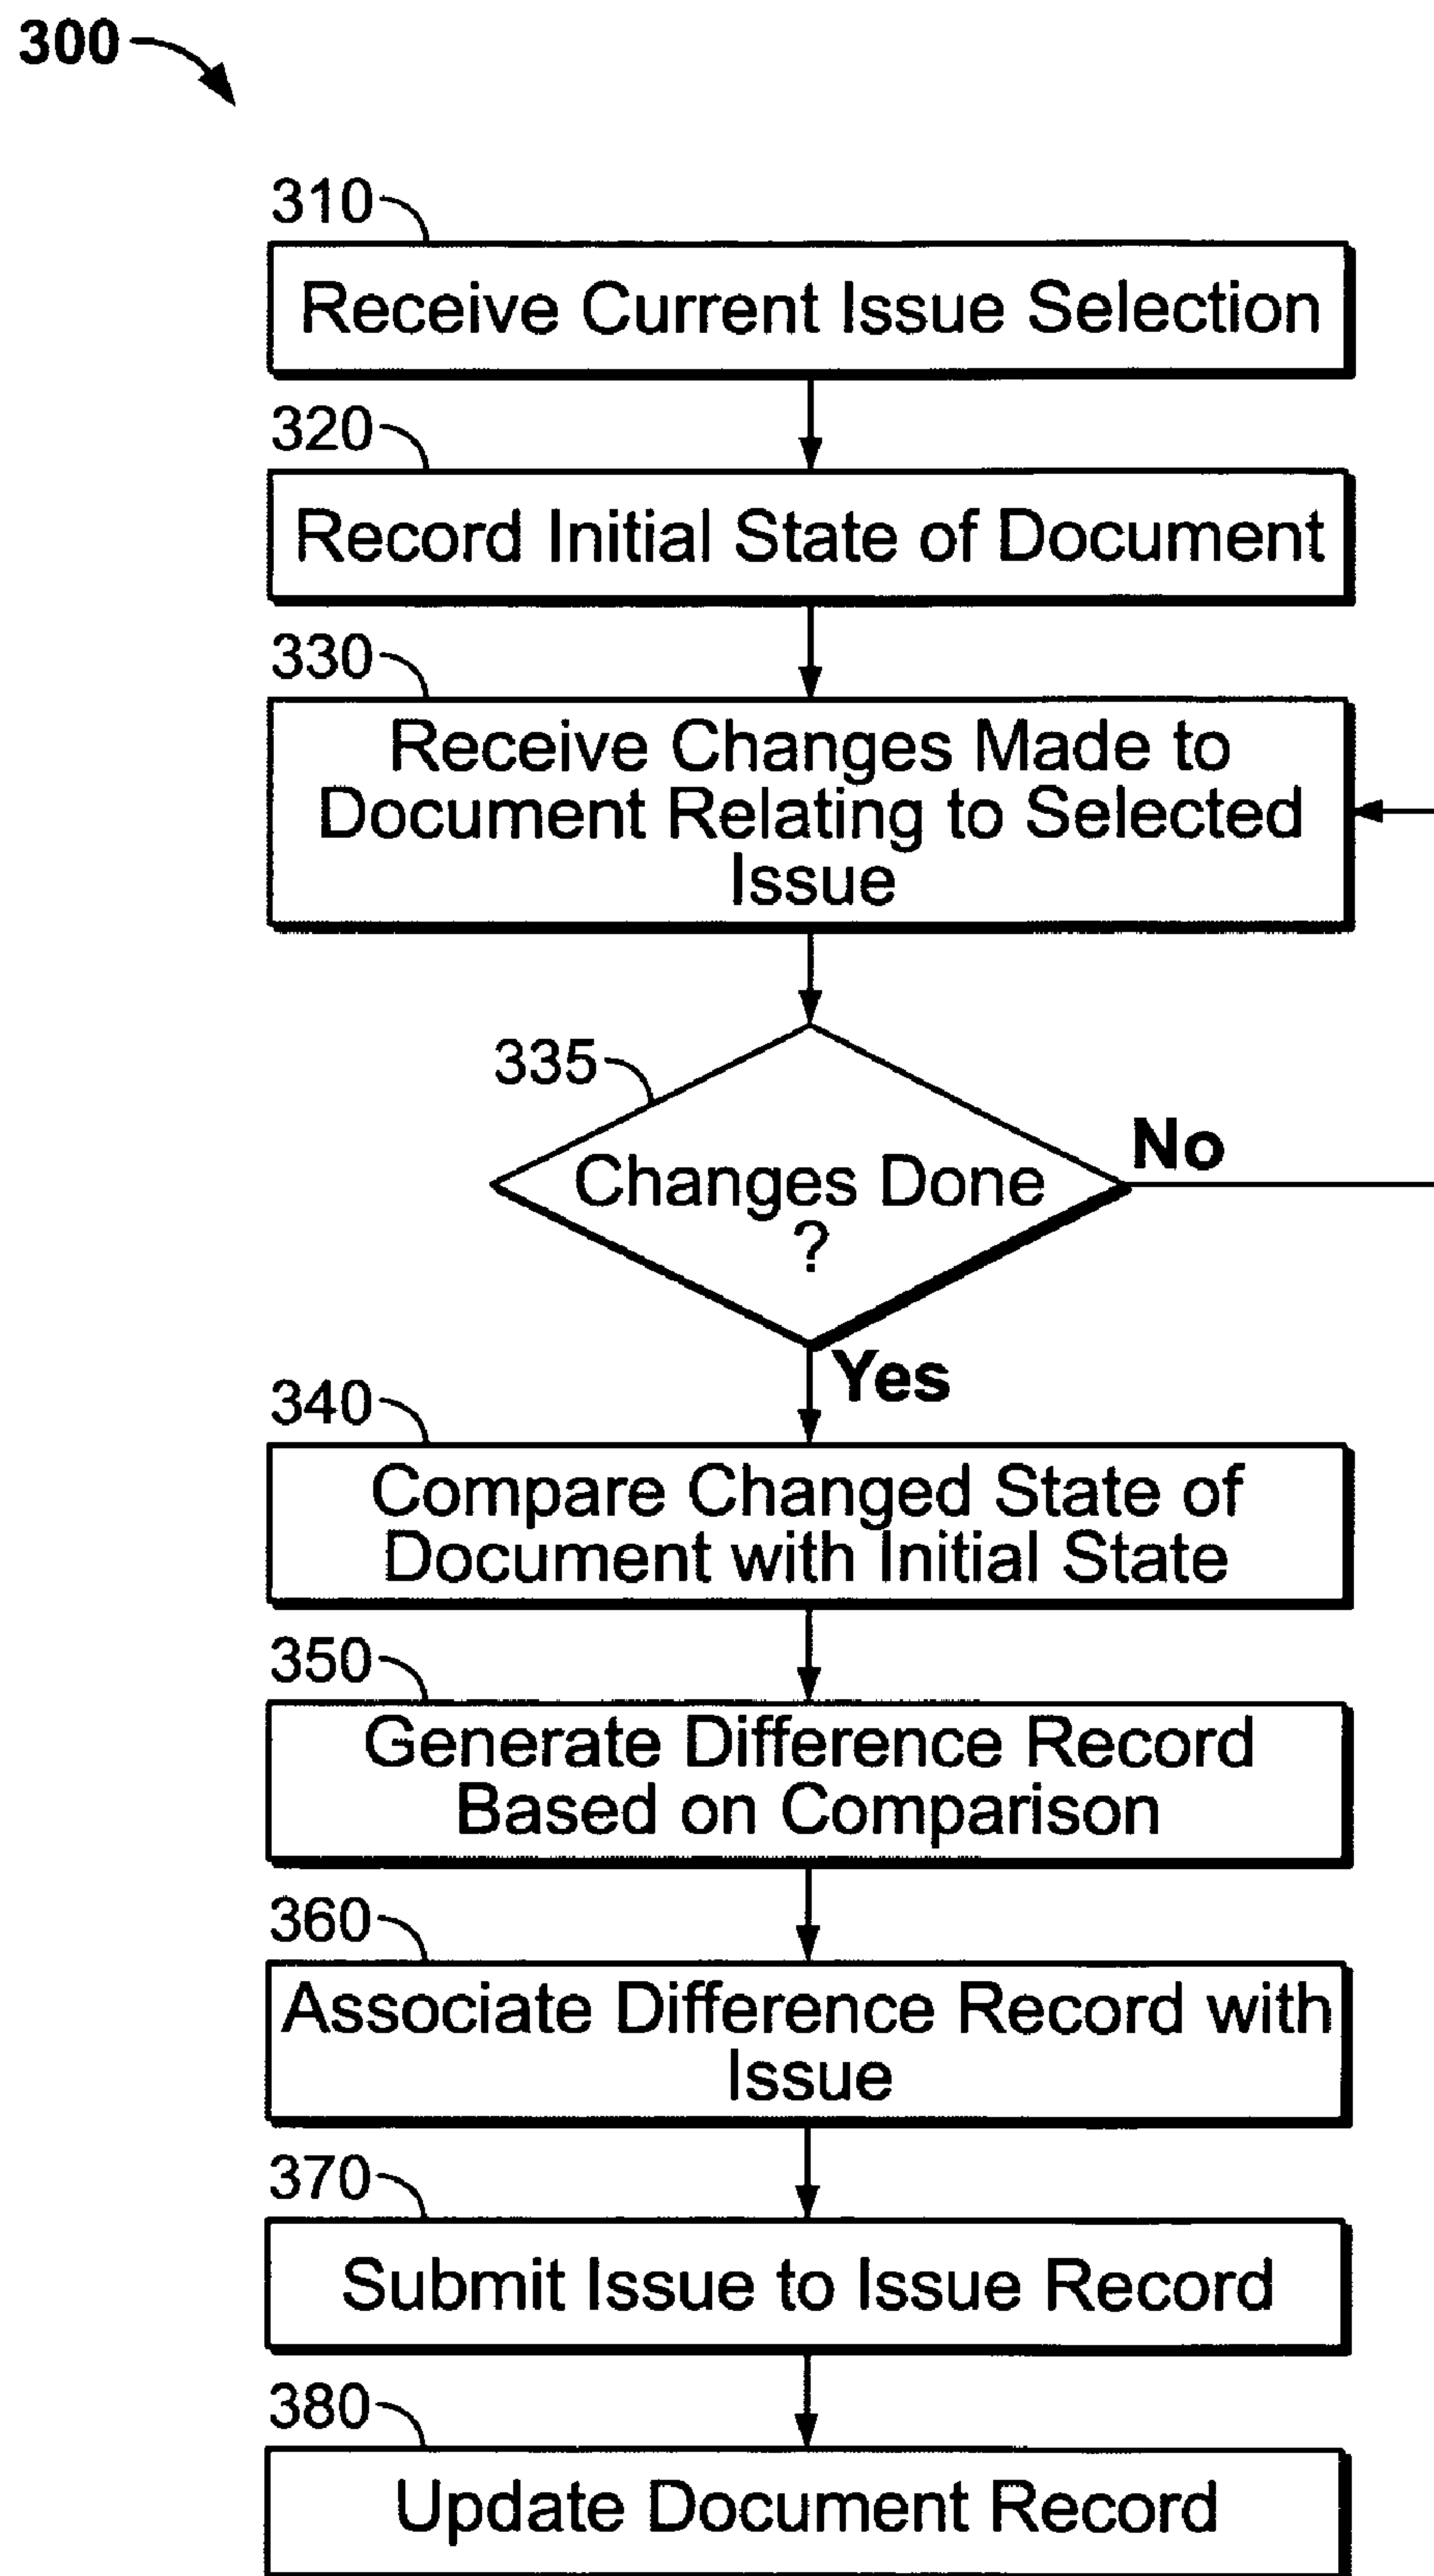 300
310
Receive Current Issue Selection
320
Record Initial State of Document
330
Receive Changes Made to
Document Relating to Selected
Issue
335
Changes Done
?
No
Yes
340
Compare Changed State of
Document with Initial State
350
Generate Difference Record
Based on Comparison
360
Associate Difference Record with
Issue
370
Submit Issue to Issue Record
380
Update Document Record